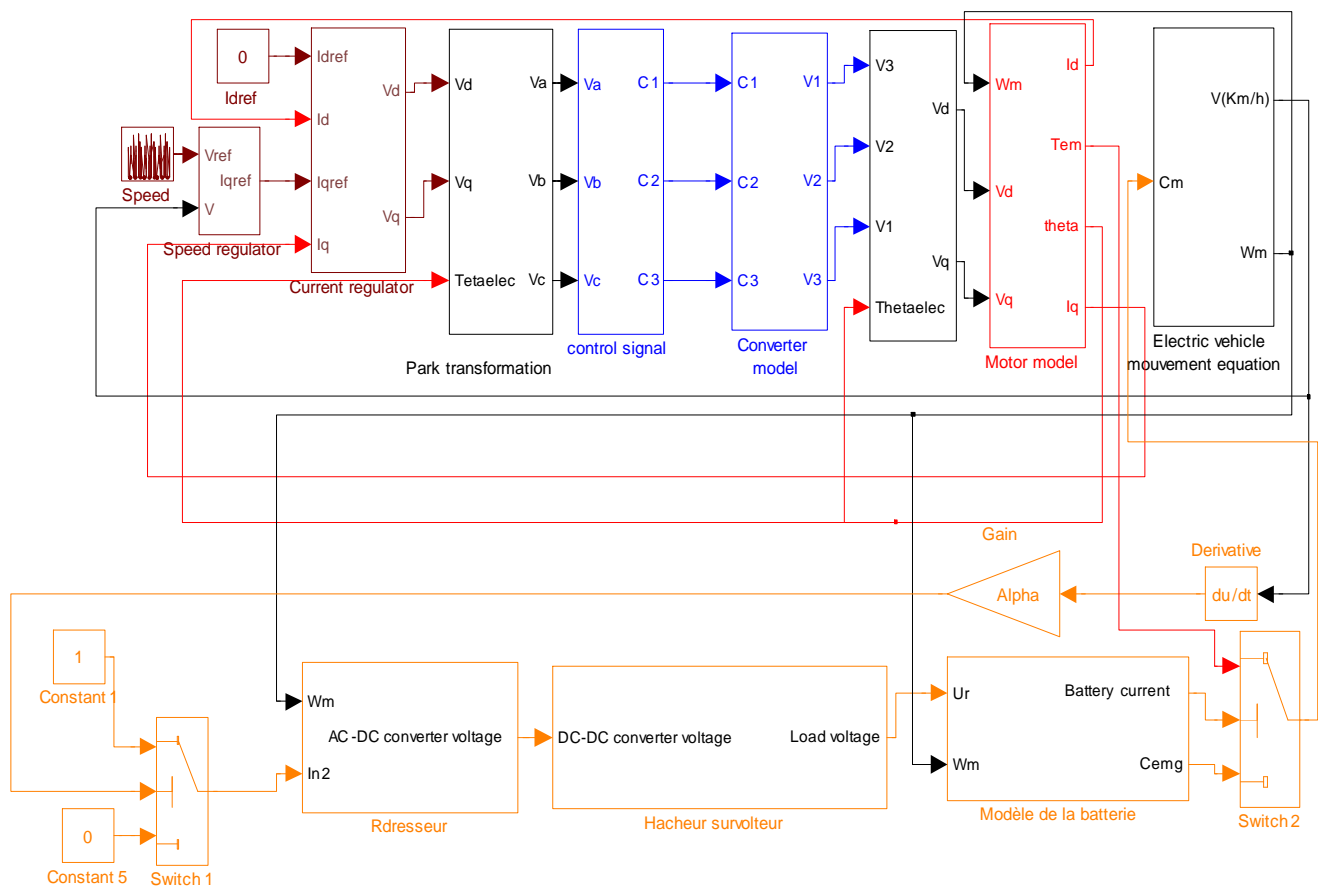 0
Idref
Speed
Vref
Iqref
V
Speed regulator
Idref
Id
Iqref
Iq
Vd
Vq
Current regulator
Vd
Vq
Tetaelec
Va
Vb
Vc
Park transformation
Va
Vb
Vc
C1
C2
C3
control signal
C1
C2
C3
V1
V2
V3
Converter
model
V3
V2
V1
Thetaelec
Vd
Vq
Wm
Vd
Vq
Id
Tem
theta
Iq
Motor model
Cm
V(Km/h)
Wm
Electric vehicle
mouvement equation
Gain
Alpha
Derivative
du/dt
1
Constant 1
0
Constant 5
Switch 1
Wm
In2
AC-DC converter voltage
Rdresseur
DC-DC converter voltage
Load voltage
Hacheur survolteur
Ur
Wm
Battery current
Cemg
Modèle de la batterie
Switch 2